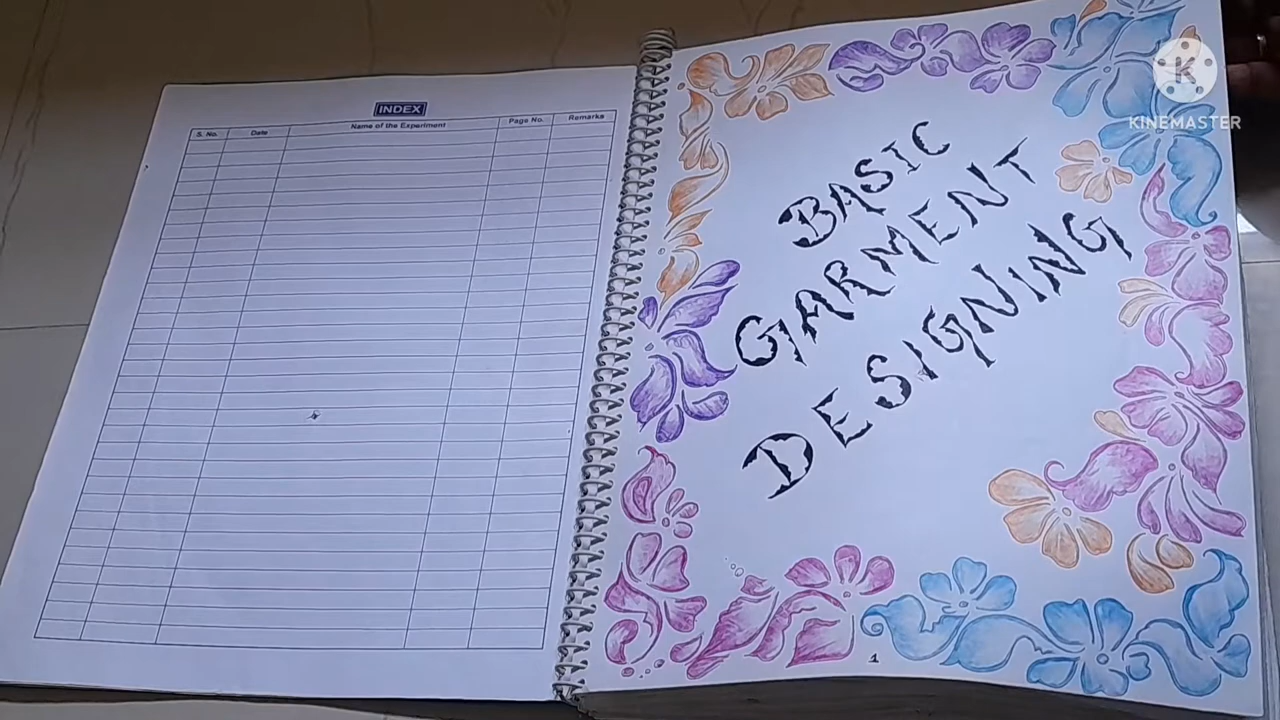 INDEX
S. No. Date Name of the Experiment Page No. Remarks
BASIC
GARMENT
DESIGNING
1
K
KINEMASTER